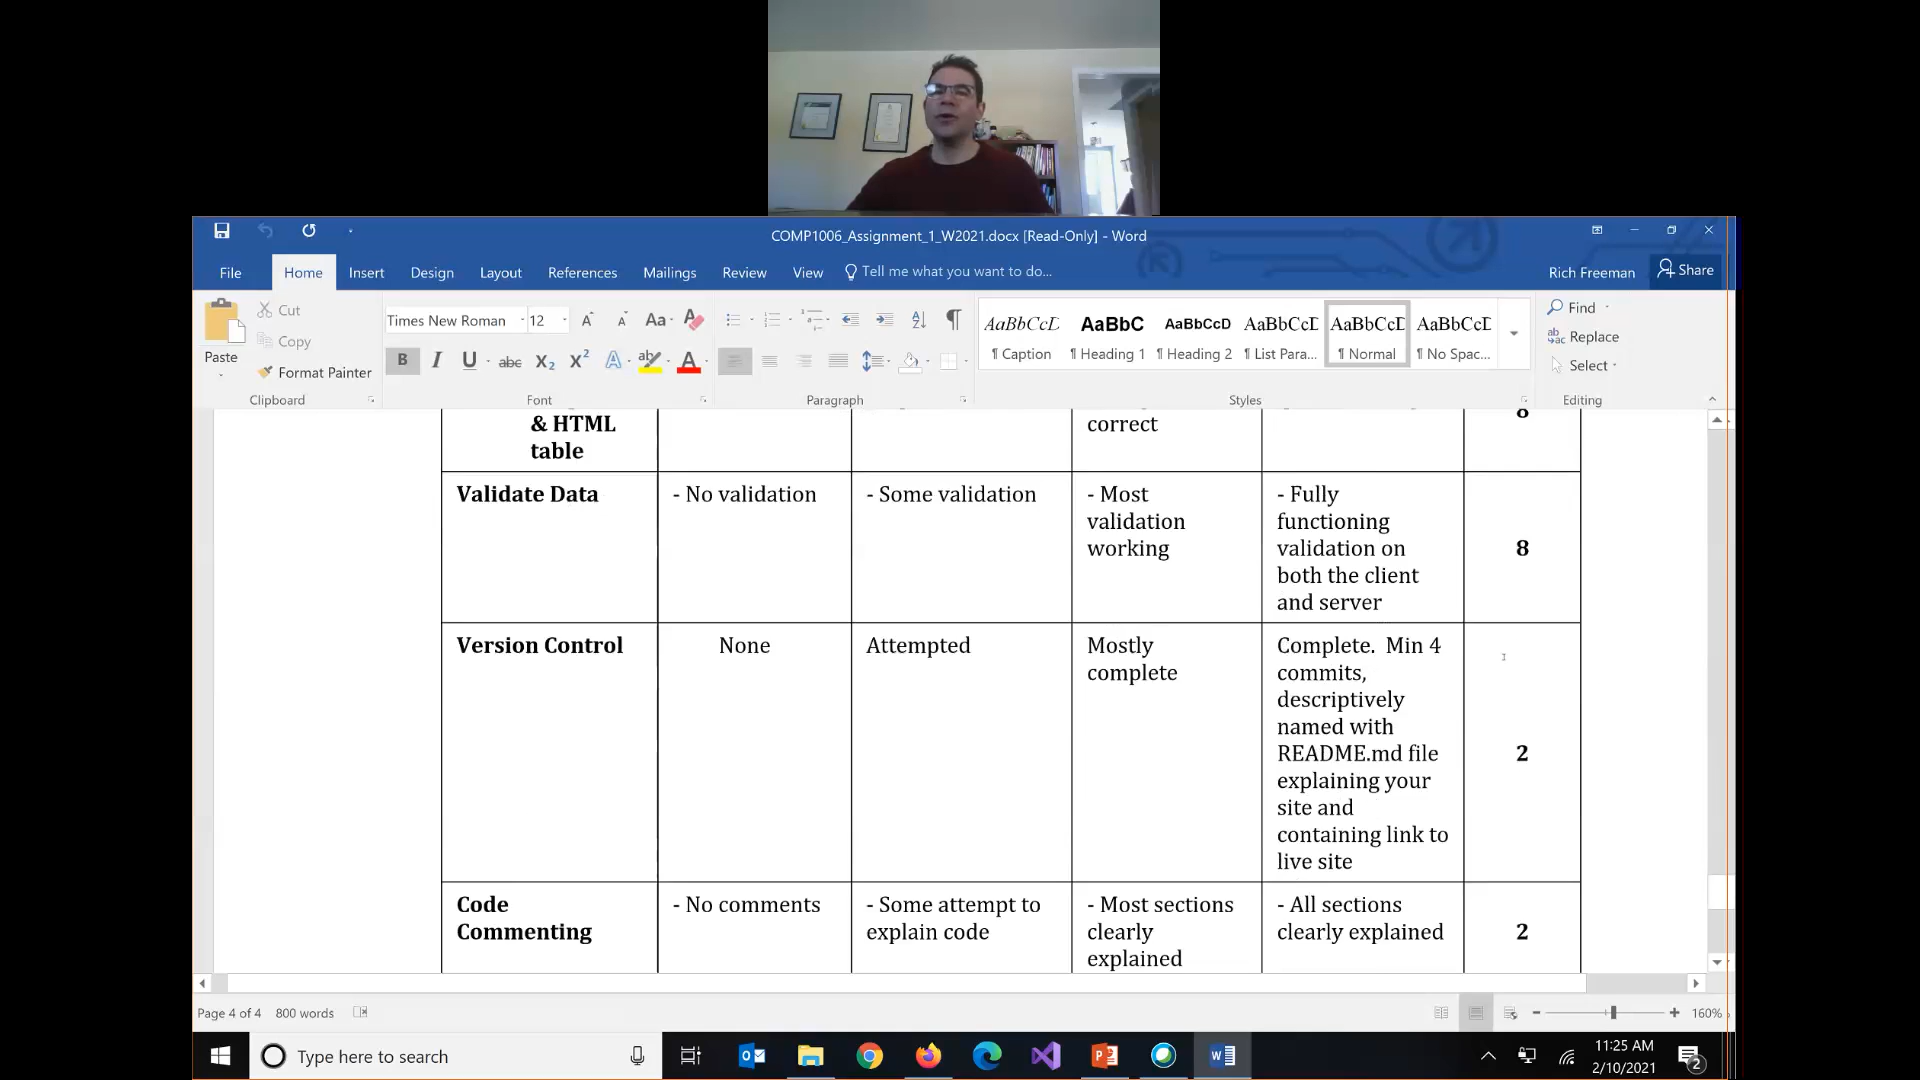 COMP1006_Assignment_1_W2021.docx [Read-Only] - Word
File Home Insert Design Layout References Mailings Review View Tell me what you want to do... Rich Freeman Share
Paste
Cut
Copy
Format Painter
Clipboard
Times New Roman 12
Font
Paragraph
AaBbCcD AaBbC AaBbCcD AaBbCcD AaBbCcD AaBbCcD
¶ Caption ¶ Heading 1 ¶ Heading 2 ¶ List Para... ¶ Normal ¶ No Spac...
Styles
Find
Replace
Select
Editing
& HTML
table
correct
8
Validate Data
- No validation
- Some validation
- Most
validation
working
- Fully
functioning
validation on
both the client
and server
8
Version Control
None
Attempted
Mostly
complete
Complete.  Min 4
commits,
descriptively
named with
README.md file
explaining your
site and
containing link to
live site
2
Code
Commenting
- No comments
- Some attempt to
explain code
- Most sections
clearly
explained
- All sections
clearly explained
2
Page 4 of 4 800 words 160%
Type here to search
11:25 AM
2/10/2021
2